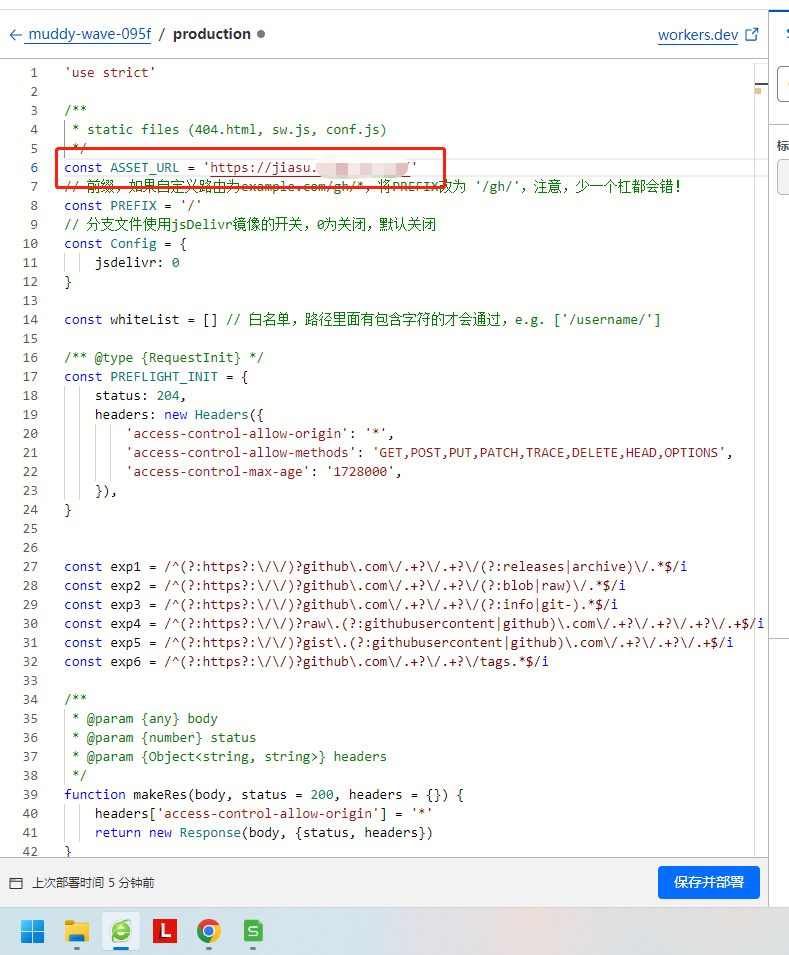 ← muddy-wave-095f / production ●
workers.dev
1 'use strict'
2
3 /**
4 * static files (404.html, sw.js, conf.js)
5 */
6 const ASSET_URL = 'https://jiasu. /'
7 // 前缀，如果自定义路由为example.com/gh/*，将PREFIX改为 '/gh/'，注意，少一个杠都会错！
8 const PREFIX = '/'
9 // 分支文件使用jsDelivr镜像的开关，0为关闭，默认关闭
10 const Config = {
11 jsdelivr: 0
12 }
13
14 const whiteList = [] // 白名单，路径里面有包含字符的才会通过，e.g. ['/username/']
15
16 /** @type {RequestInit} */
17 const PREFLIGHT_INIT = {
18 status: 204,
19 headers: new Headers({
20 'access-control-allow-origin': '*',
21 'access-control-allow-methods': 'GET,POST,PUT,PATCH,TRACE,DELETE,HEAD,OPTIONS',
22 'access-control-max-age': '1728000',
23 }),
24 }
25
26
27 const exp1 = /^(?:https?:\/\/)?github\.com\/.+?\/.+?\/(?:releases|archive)\/.*$/i
28 const exp2 = /^(?:https?:\/\/)?github\.com\/.+?\/.+?\/(?:blob|raw)\/.*$/i
29 const exp3 = /^(?:https?:\/\/)?github\.com\/.+?\/.+?\/(?:info|git-).*$/i
30 const exp4 = /^(?:https?:\/\/)?raw\.(?:githubusercontent|github)\.com\/.+?\/.+?\/.+?\/.+$/i
31 const exp5 = /^(?:https?:\/\/)?gist\.(?:githubusercontent|github)\.com\/.+?\/.+?\/.+$/i
32 const exp6 = /^(?:https?:\/\/)?github\.com\/.+?\/.+?\/tags.*$/i
33
34 /**
35 * @param {any} body
36 * @param {number} status
37 * @param {Object<string, string>} headers
38 */
39 function makeRes(body, status = 200, headers = {}) {
40 headers['access-control-allow-origin'] = '*'
41 return new Response(body, {status, headers})
42 }
标
上次部署时间 5 分钟前
保存并部署
L
S